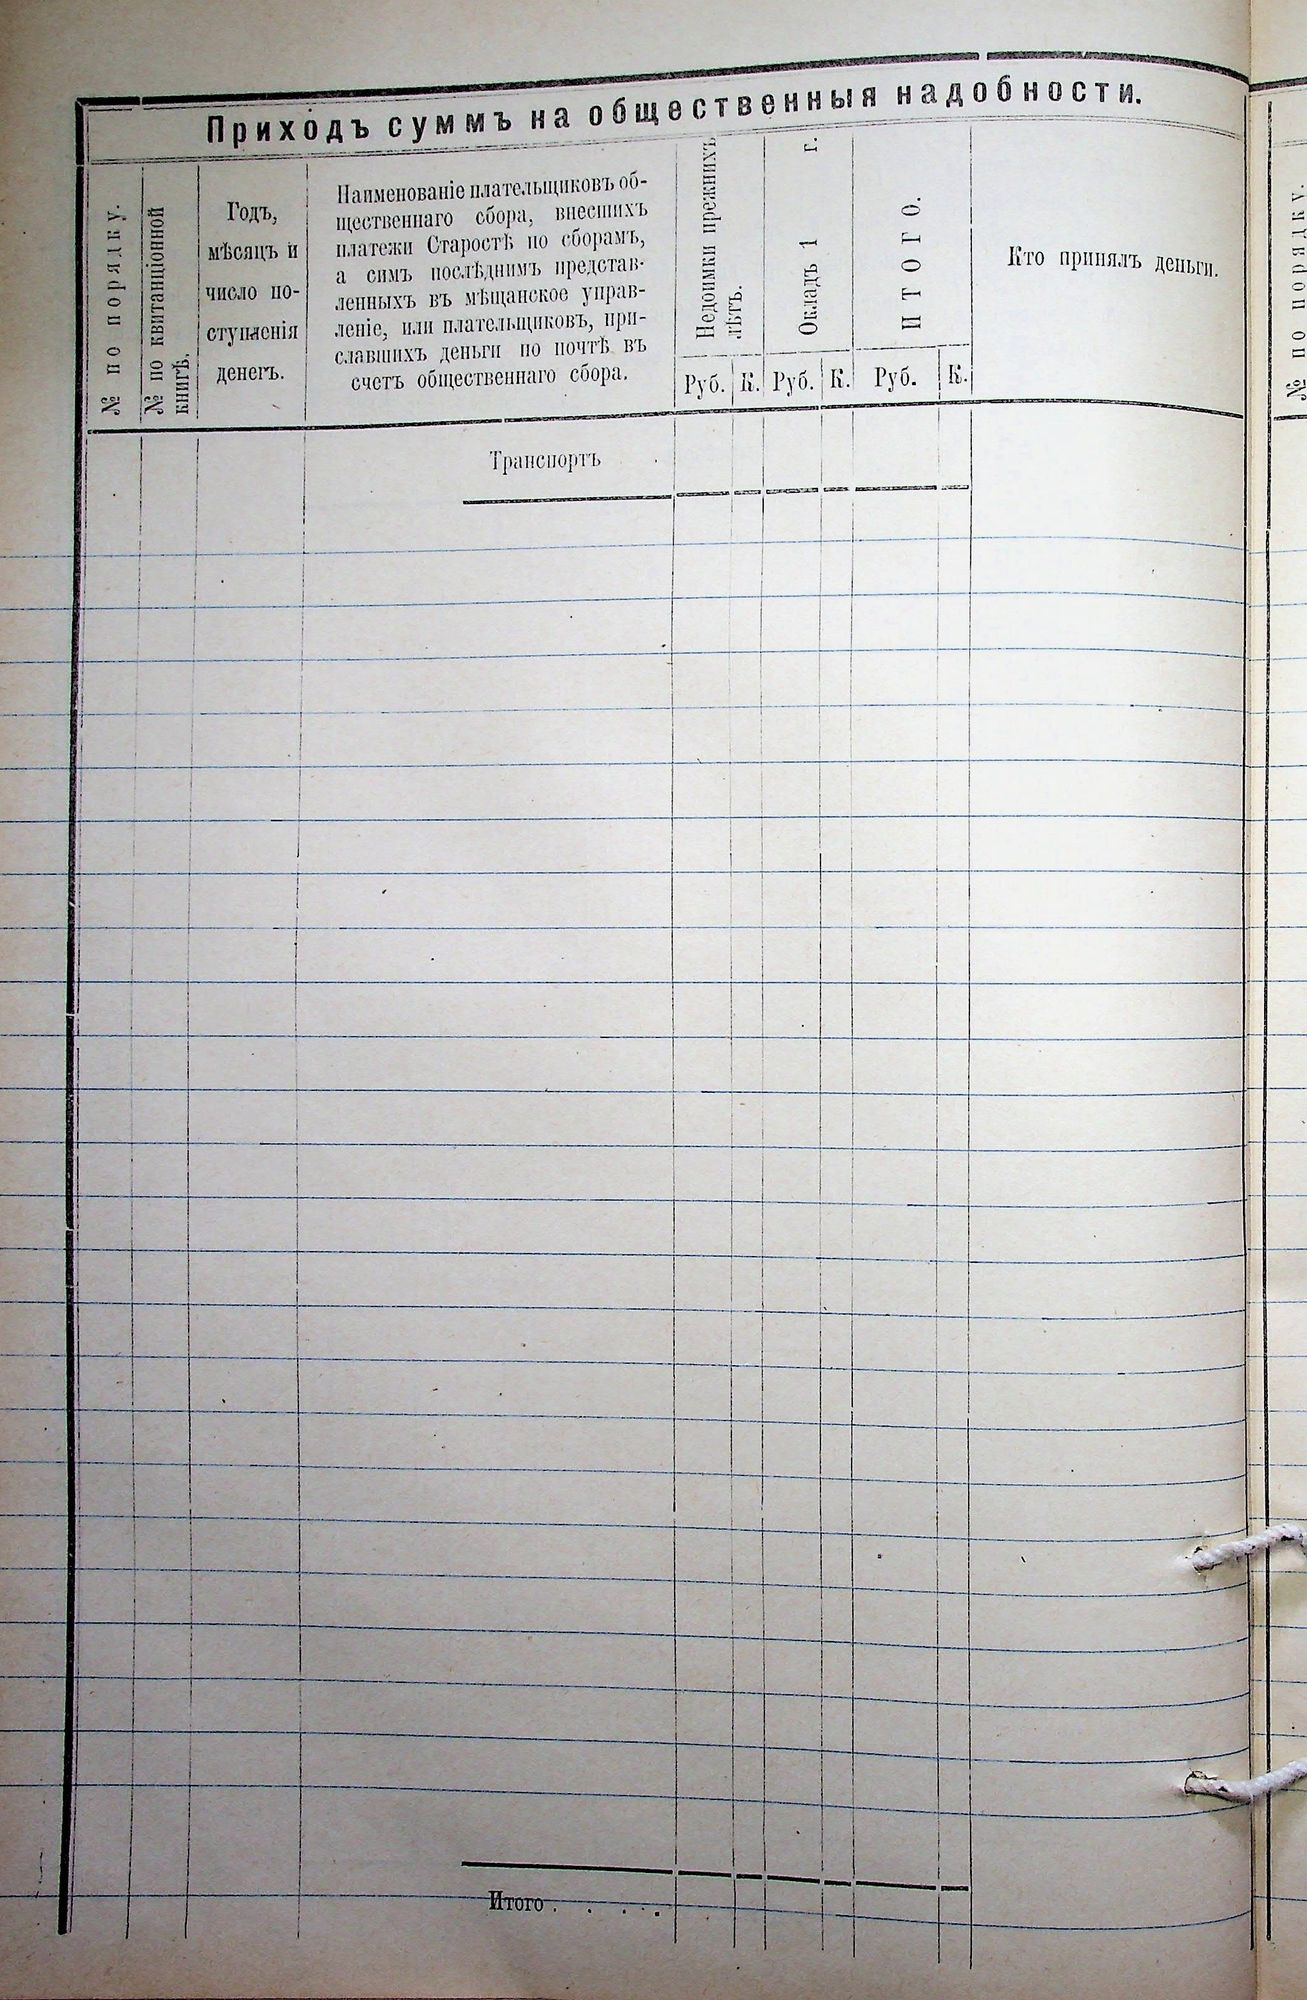 Приходъ суммъ на общественныя надобности.
№ по порядку.
№ по квитанціонной
книгѣ.
Годъ,
мѣсяцъ и
число по-
ступленія
денегъ.
Наименованіе плательщиковъ об-
щественнаго сбора, внесшихъ
платежи Старостѣ по сборамъ,
а симъ послѣднимъ представ-
ленныхъ въ мѣщанское управ-
леніе, или плательщиковъ, при-
славшихъ деньги по почтѣ въ
счетъ общественнаго сбора.
Недоимки прежнихъ
лѣтъ.
Окладъ 1 г.
ИТОГО.
Кто принялъ деньги.
Руб. К. Руб. К. Руб. К.
Транспортъ .
Итого . . . . .
№ по порядку.